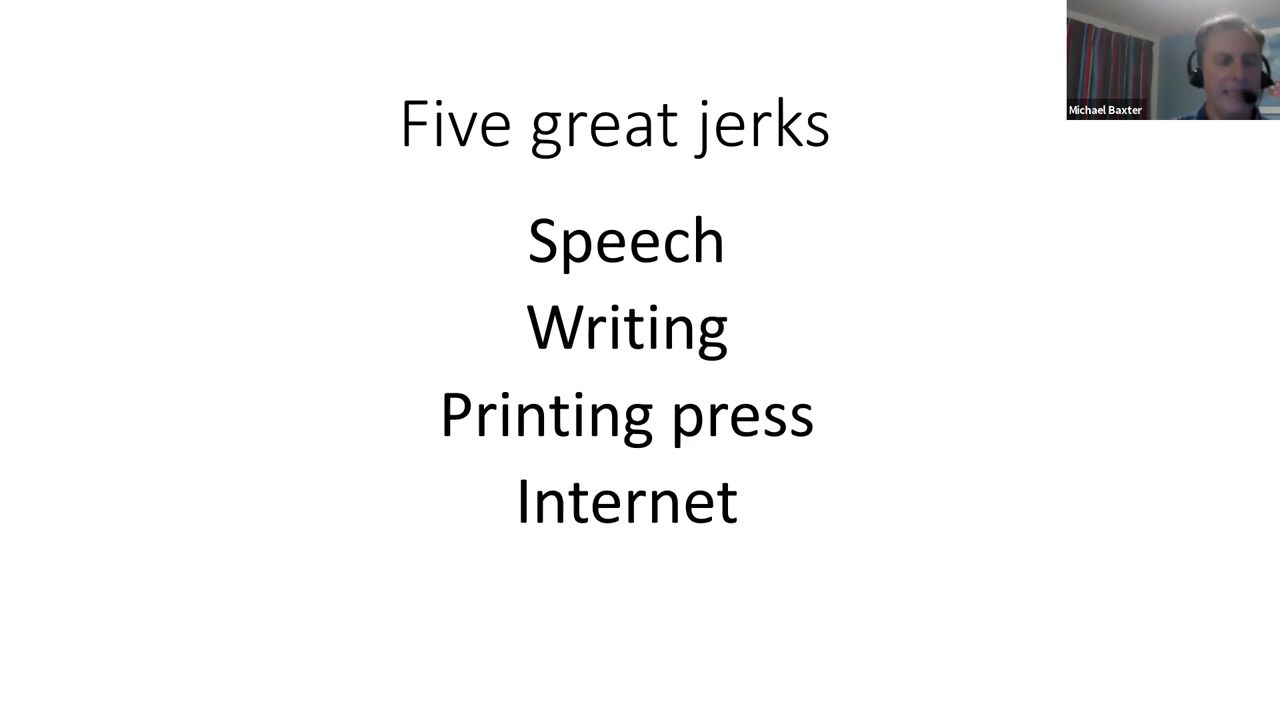 Five great jerks
Speech
Writing
Printing press
Internet
Michael Baxter